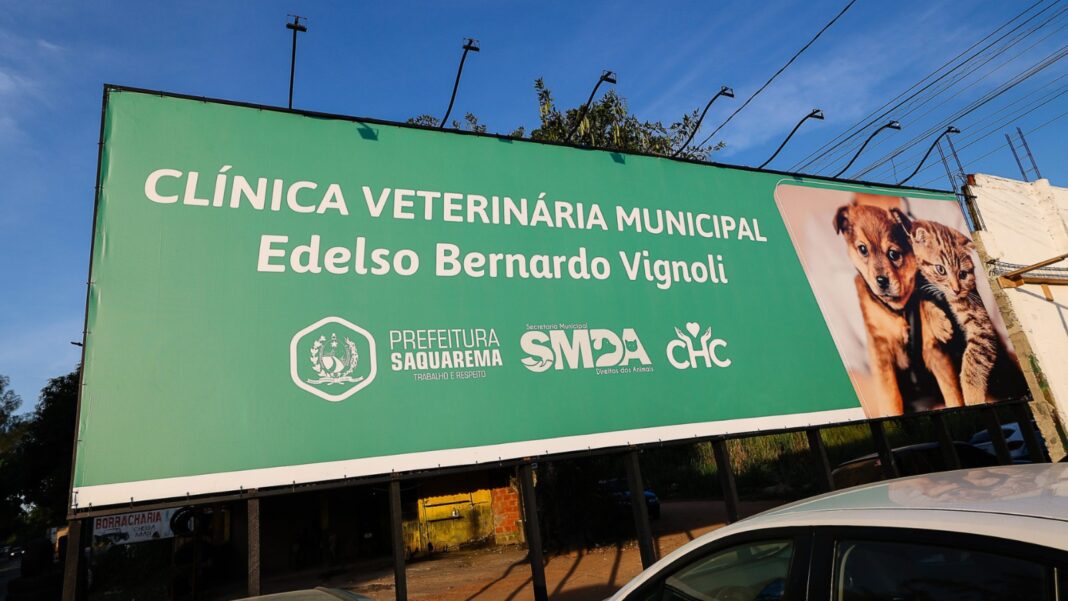 CLÍNICA VETERINÁRIA MUNICIPAL
Edelso Bernardo Vignoli
PREFEITURA
SAQUAREMA
TRABALHO E RESPEITO
Secretaria Municipal
SMDA
Direitos dos Animais
CHC
BORRACHARIA